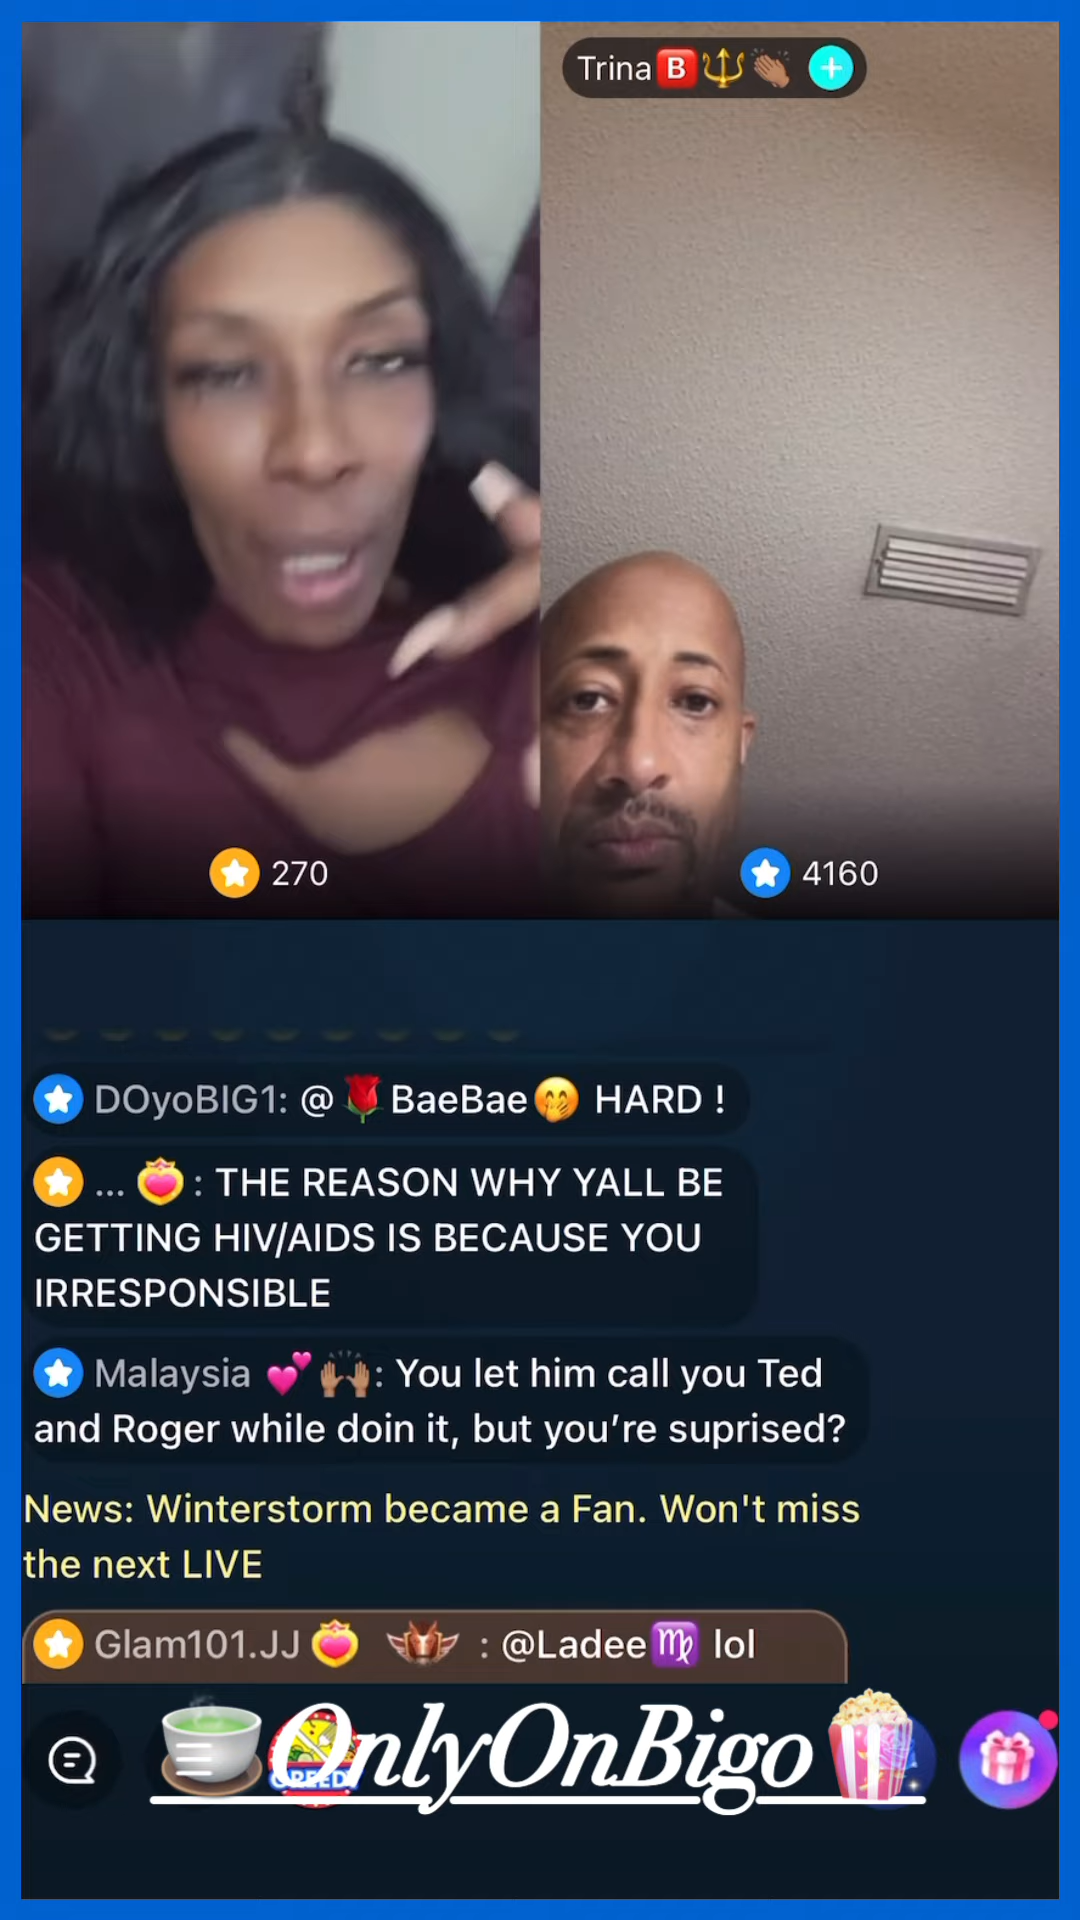 Trina🅱️🔱👏🏽
270
4160
DOyoBIG1: @🌹BaeBae🤭 HARD !
... : THE REASON WHY YALL BE
GETTING HIV/AIDS IS BECAUSE YOU
IRRESPONSIBLE
Malaysia 💕🙌🏽: You let him call you Ted
and Roger while doin it, but you’re suprised?
News: Winterstorm became a Fan. Won't miss
the next LIVE
Glam101.JJ : @Ladee♍ lol
🍵OnlyOnBigo🍿
GREEDY